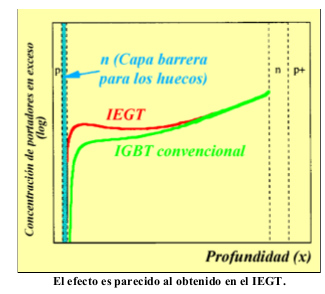 Concentración de portadores en exceso
(log)
n (Capa barrera
para los huecos)
p
n
p+
IEGT
IGBT convencional
Profundidad (x)
El efecto es parecido al obtenido en el IEGT.